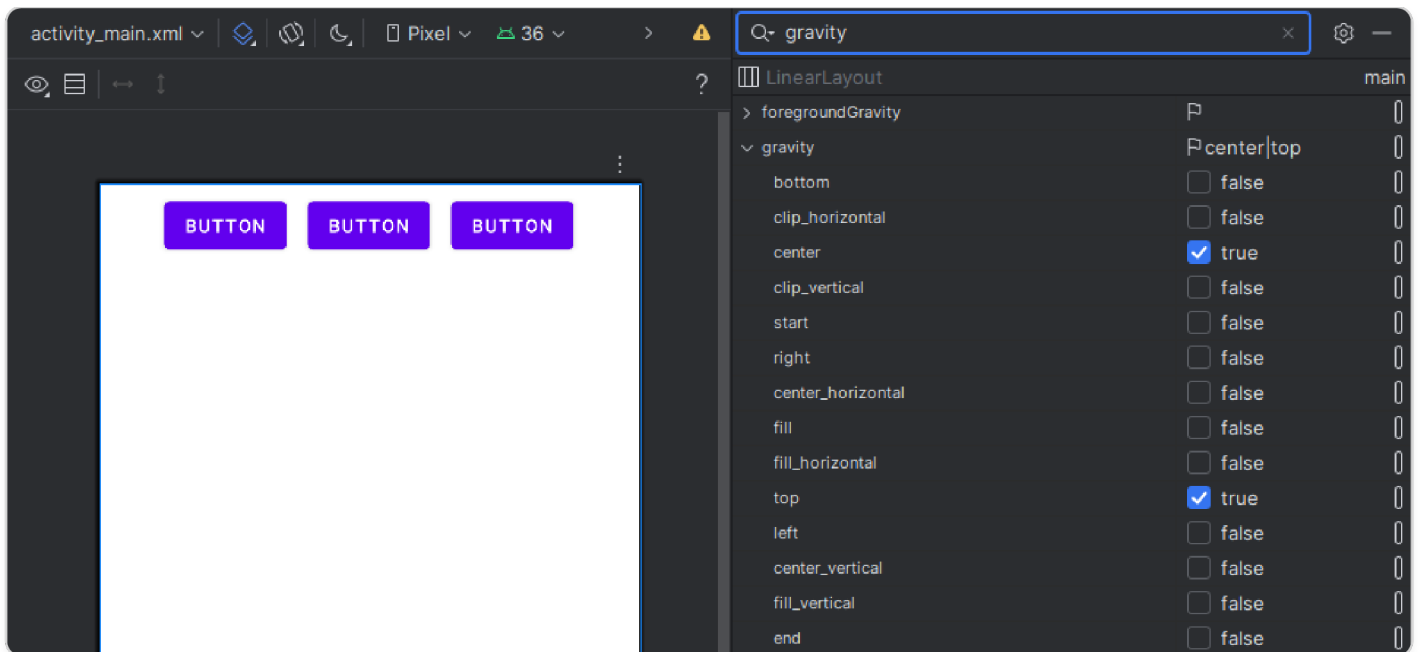 activity_main.xml Pixel 36
gravity
?
LinearLayout main
foregroundGravity
gravity center|top
bottom false
clip_horizontal false
center true
clip_vertical false
start false
right false
center_horizontal false
fill false
fill_horizontal false
top true
left false
center_vertical false
fill_vertical false
end false
BUTTON BUTTON BUTTON